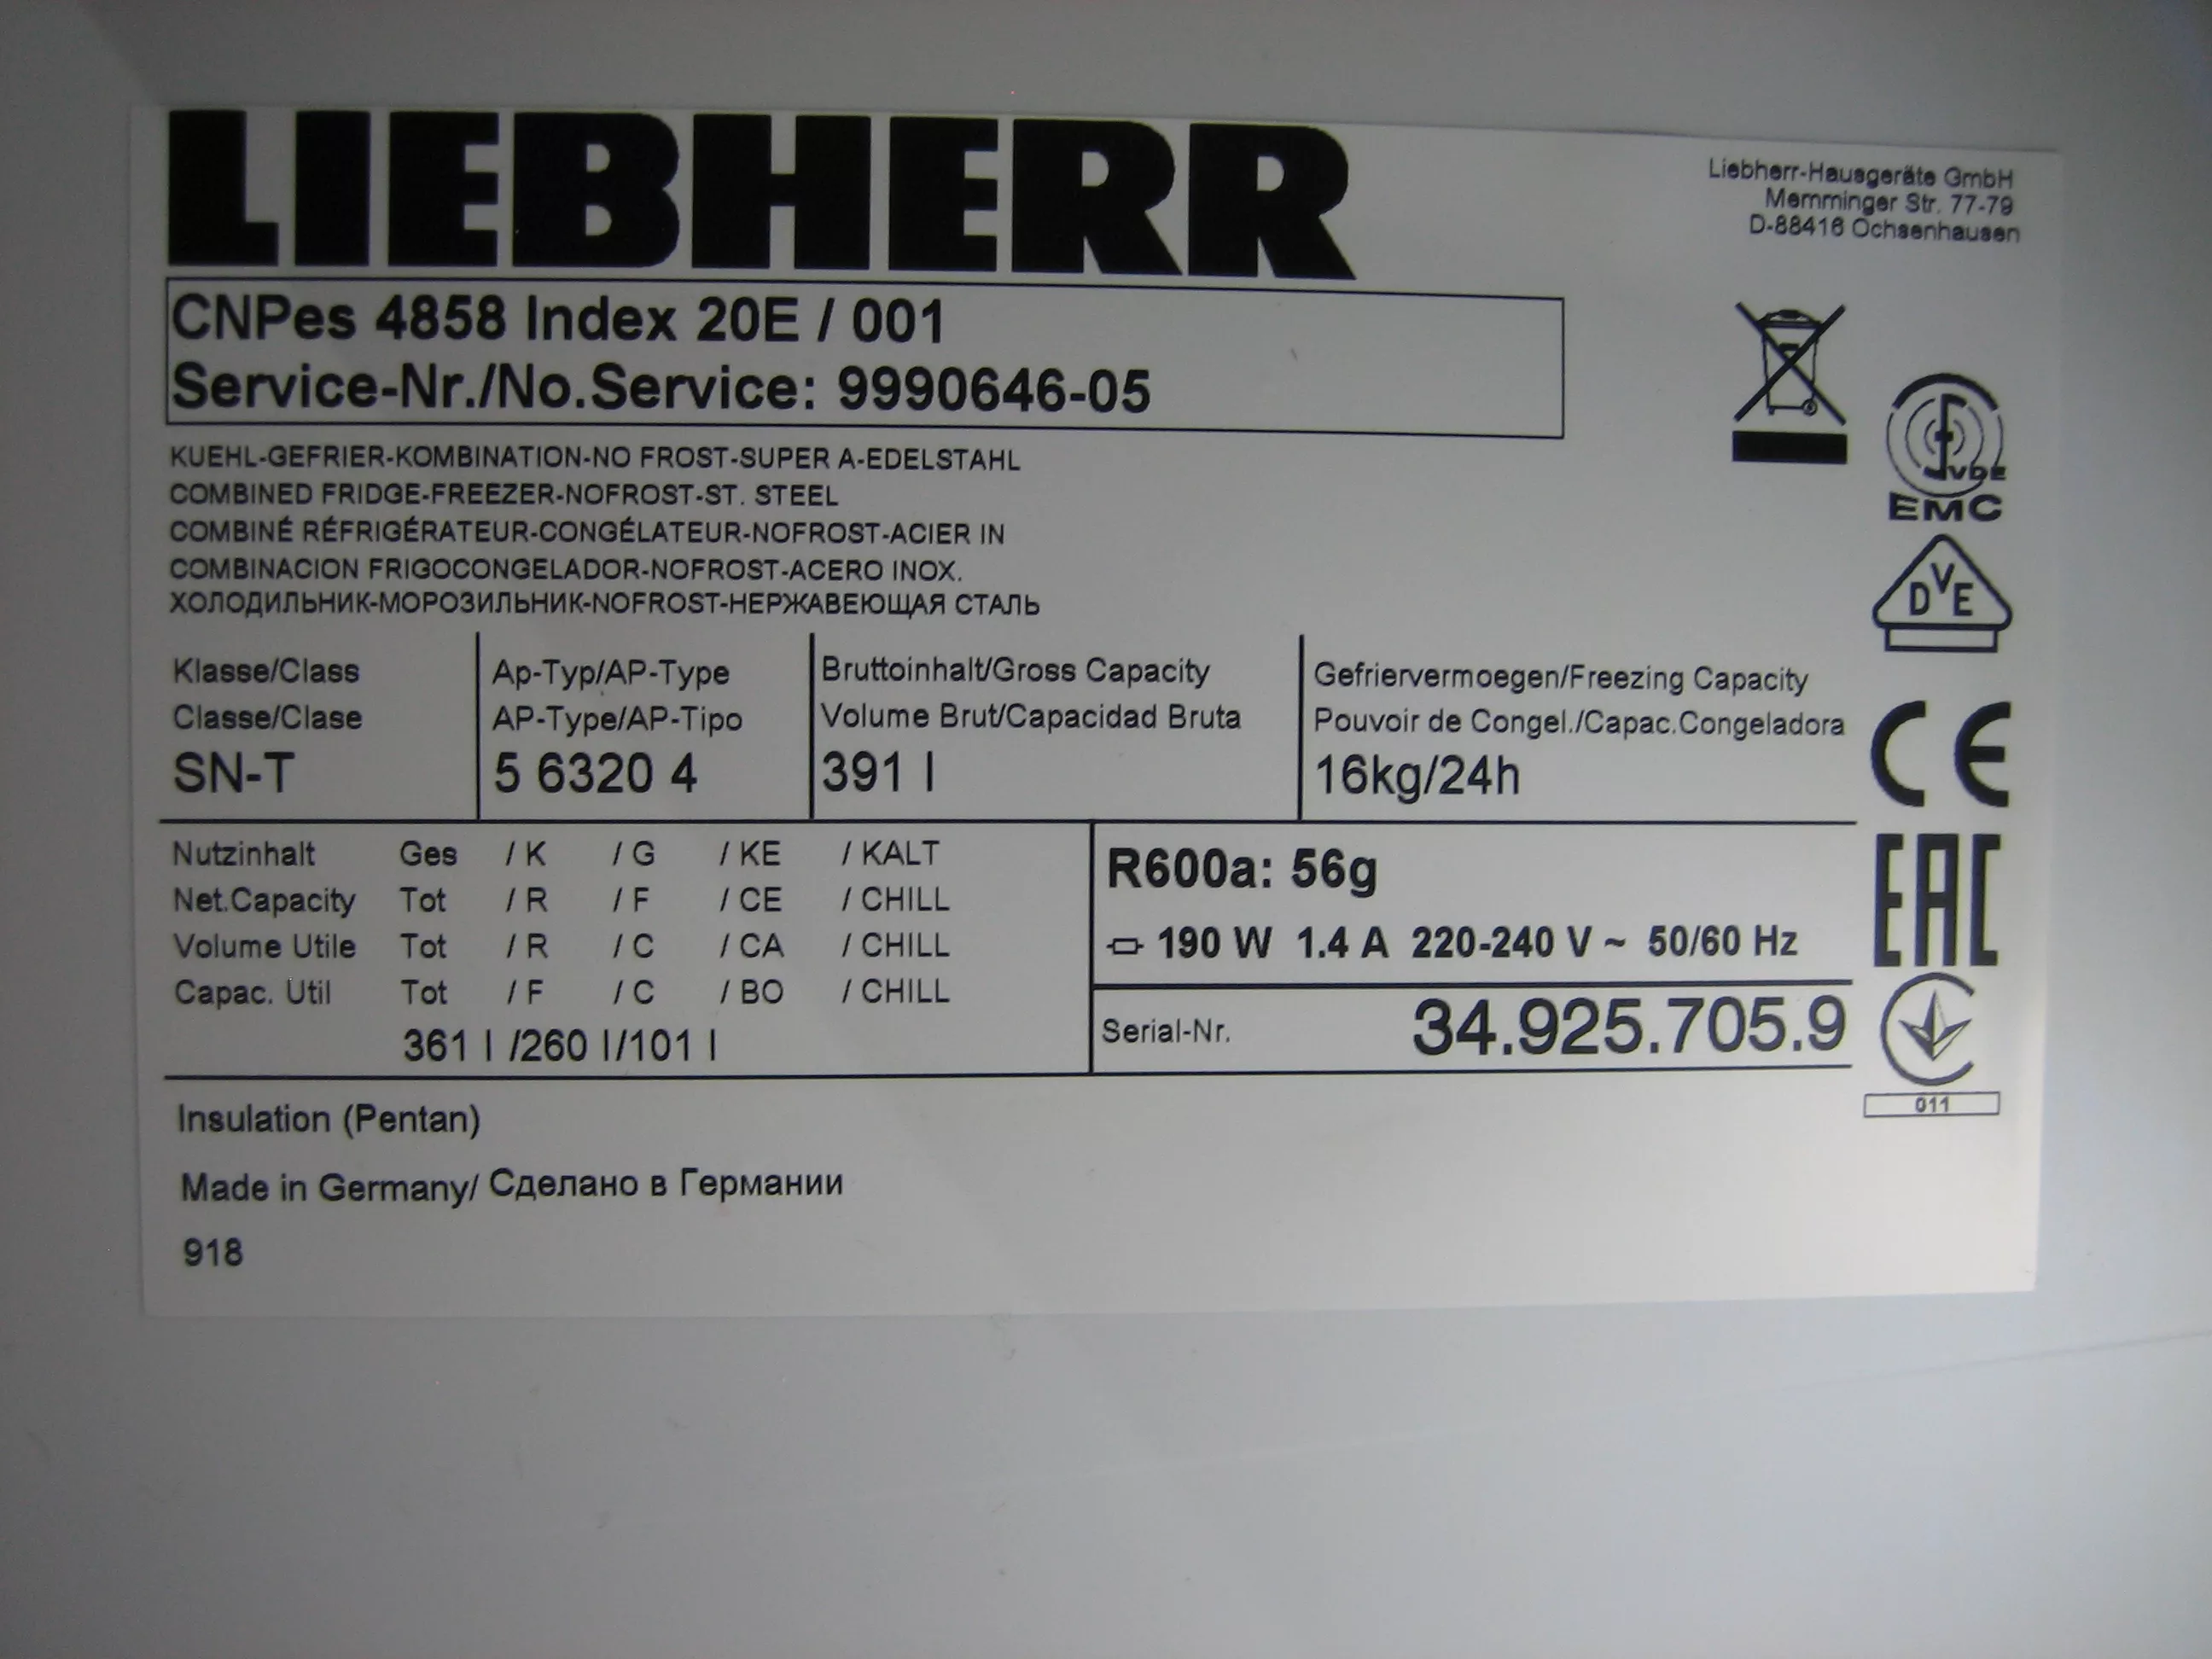 LIEBHERR
Liebherr-Hausgeräte GmbH
Memminger Str. 77-79
D-88416 Ochsenhausen
CNPes 4858 Index 20E / 001
Service-Nr./No.Service: 9990646-05
KUEHL-GEFRIER-KOMBINATION-NO FROST-SUPER A-EDELSTAHL
COMBINED FRIDGE-FREEZER-NOFROST-ST. STEEL
COMBINÉ RÉFRIGÉRATEUR-CONGÉLATEUR-NOFROST-ACIER IN
COMBINACION FRIGOCONGELADOR-NOFROST-ACERO INOX.
ХОЛОДИЛЬНИК-МОРОЗИЛЬНИК-NOFROST-НЕРЖАВЕЮЩАЯ СТАЛЬ
VDE
EMC
DVE
CE
EAC
011
Klasse/Class
Classe/Clase
SN-T
Ap-Typ/AP-Type
AP-Type/AP-Tipo
5 6320 4
Bruttoinhalt/Gross Capacity
Volume Brut/Capacidad Bruta
391 l
Gefriervermoegen/Freezing Capacity
Pouvoir de Congel./Capac.Congeladora
16kg/24h
Nutzinhalt Ges / K / G / KE / KALT
Net.Capacity Tot / R / F / CE / CHILL
Volume Utile Tot / R / C / CA / CHILL
Capac. Util Tot / F / C / BO / CHILL
361 l /260 l/101 l
R600a: 56g
190 W 1.4 A 220-240 V ~ 50/60 Hz
Serial-Nr. 34.925.705.9
Insulation (Pentan)
Made in Germany/ Сделано в Германии
918